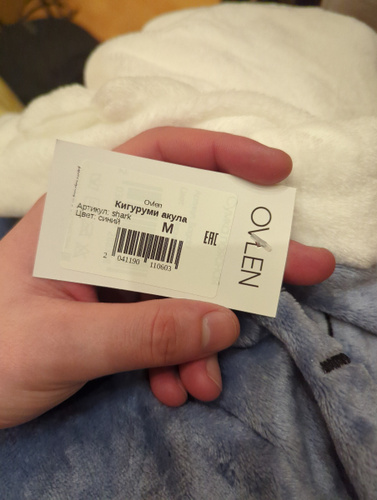 Ovlen
Кигуруми акула
Артикул: shark
Цвет: синий
M
EAC
2 041190 110603
OVLEN